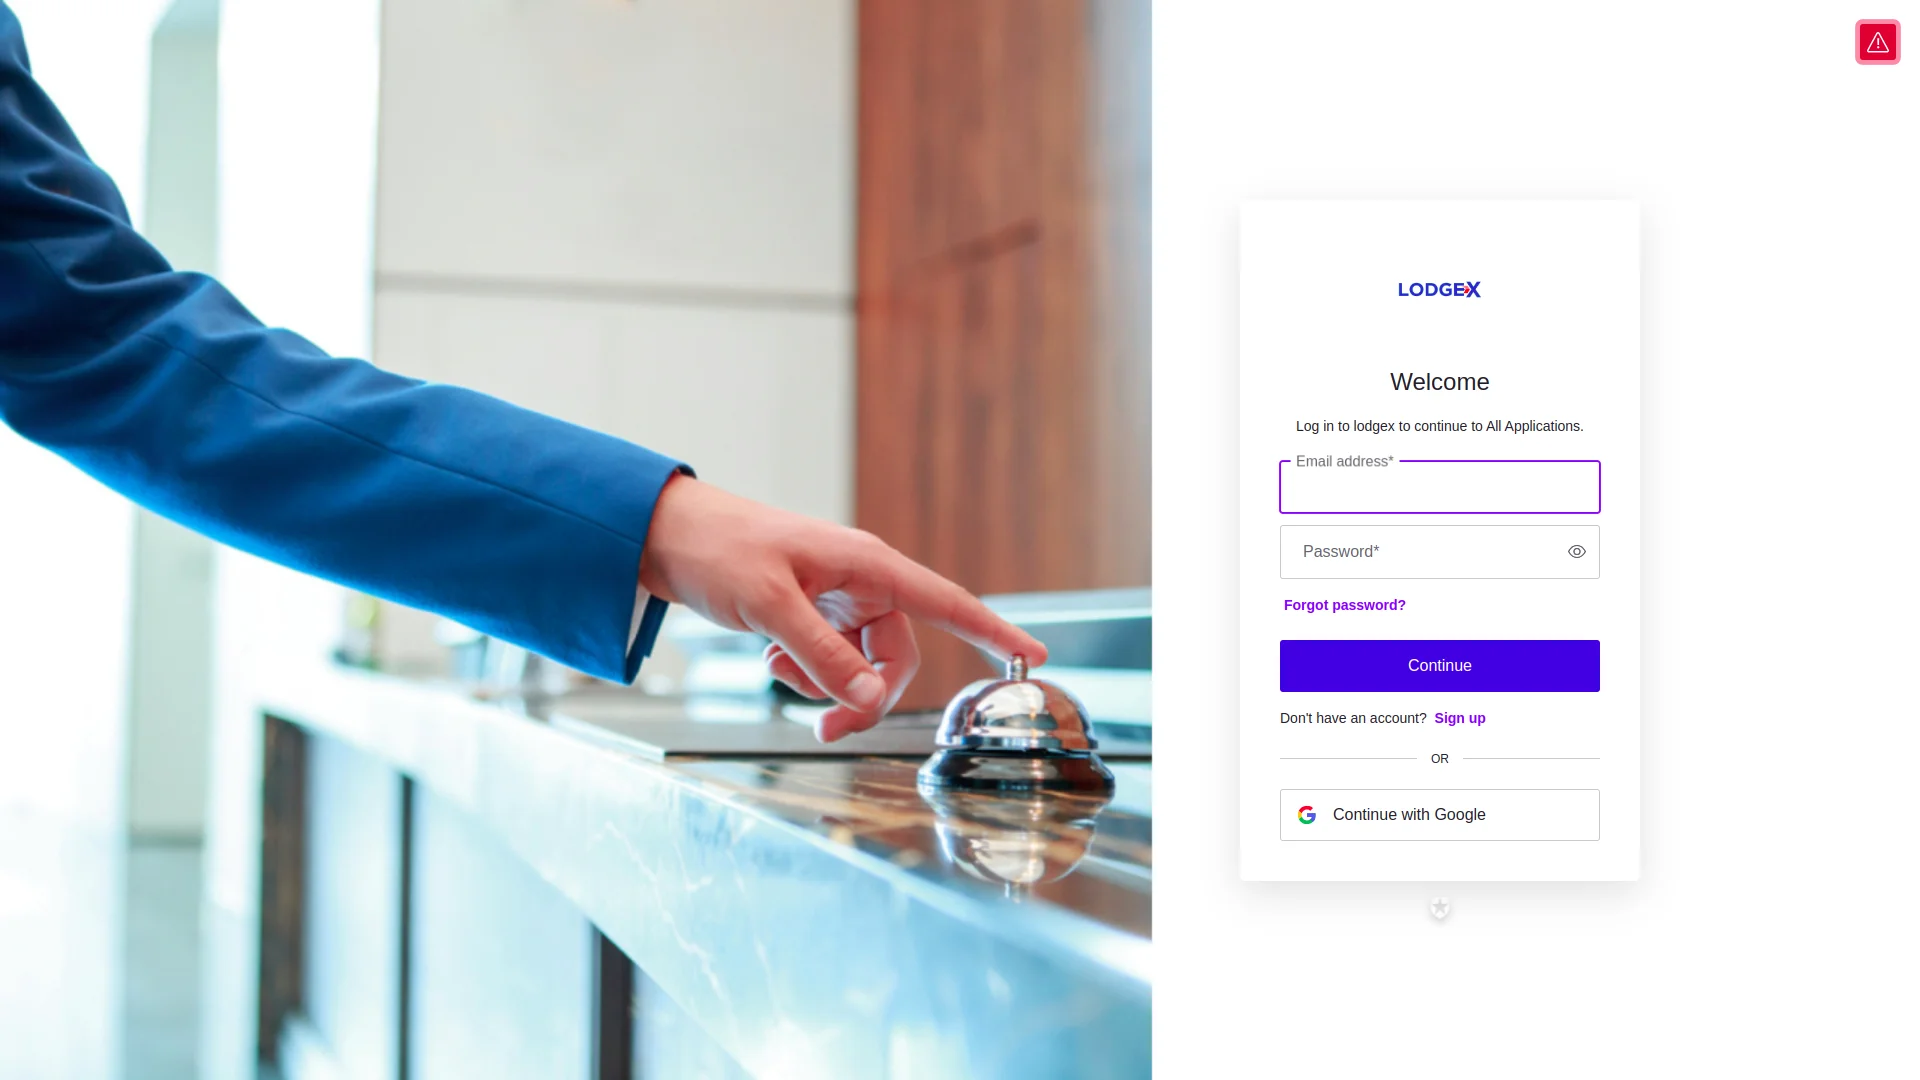 LODGEX
Welcome
Log in to lodgex to continue to All Applications.
Email address*
Password*
Forgot password?
Continue
Don't have an account? Sign up
OR
Continue with Google